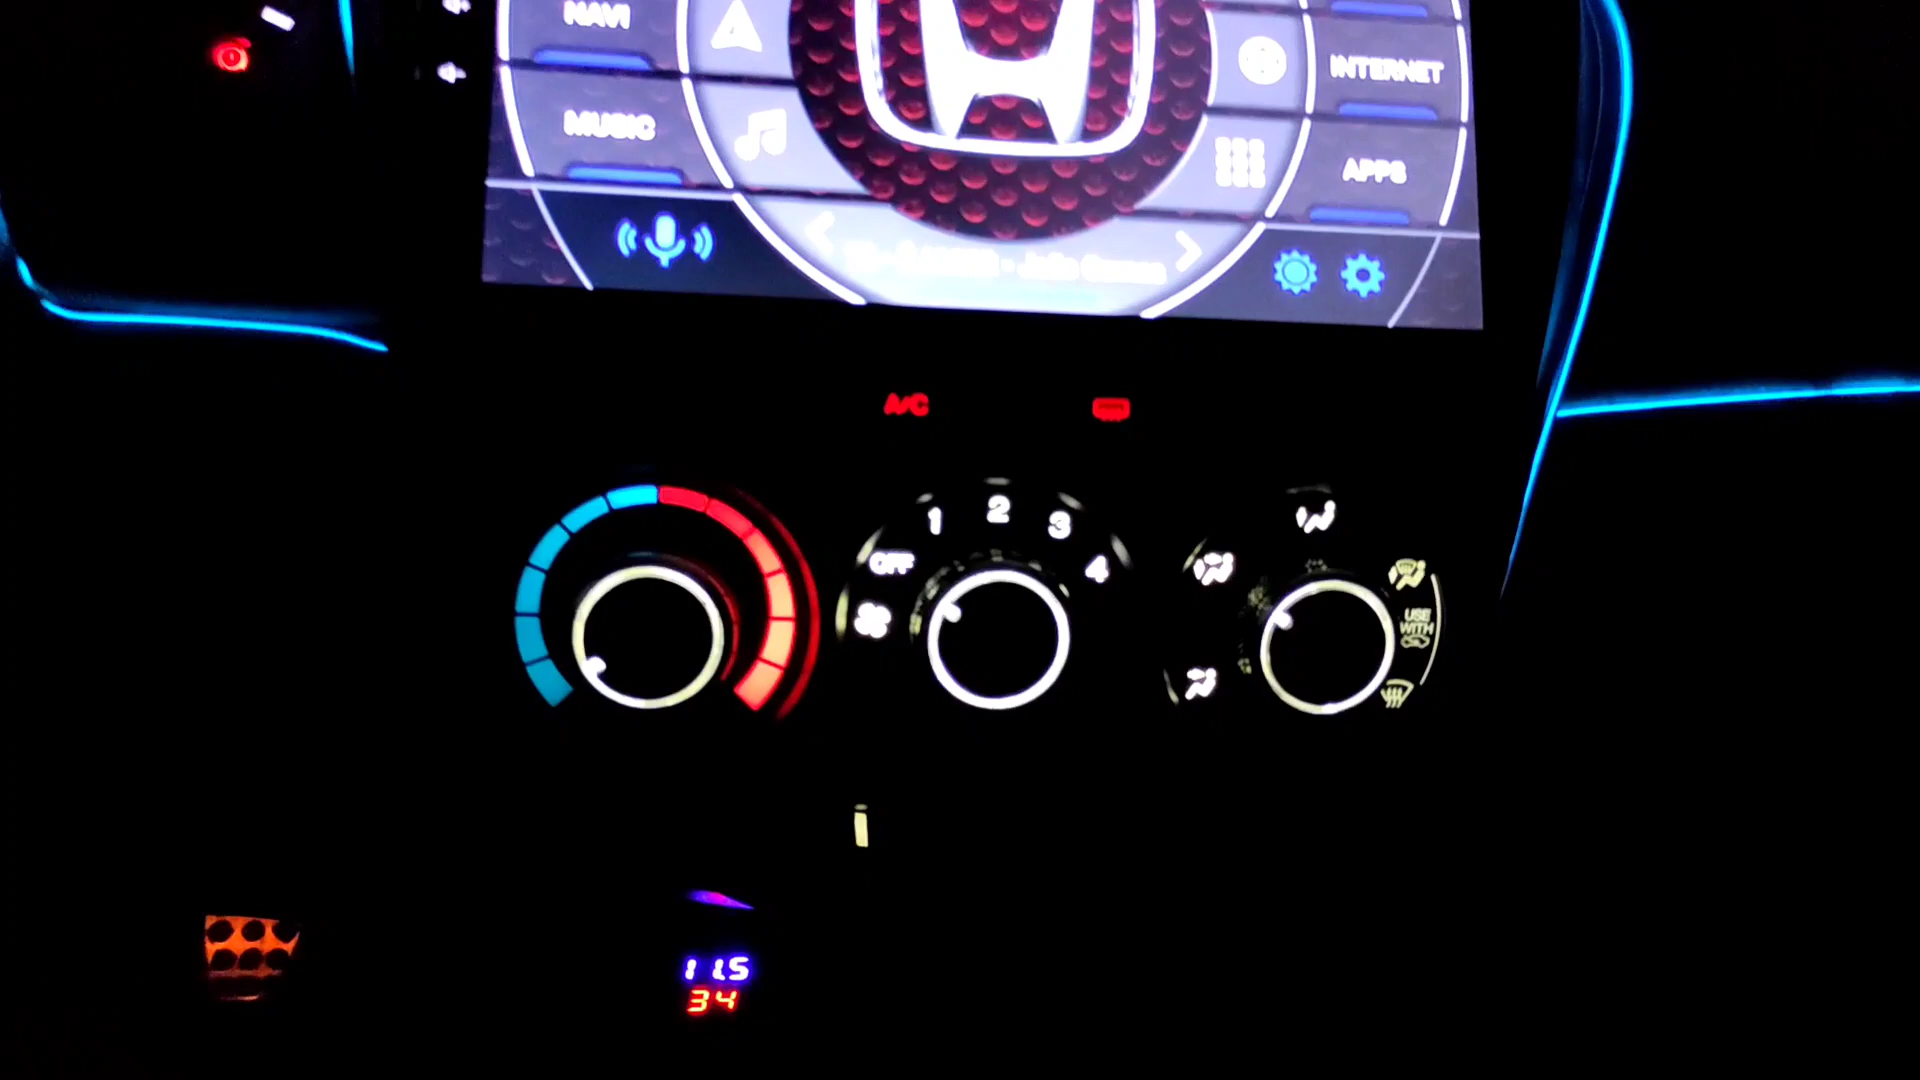 NAVI
INTERNET
MUSIC
APPS
A/C
1
2
3
4
OFF
USE
WITH
11.5
34